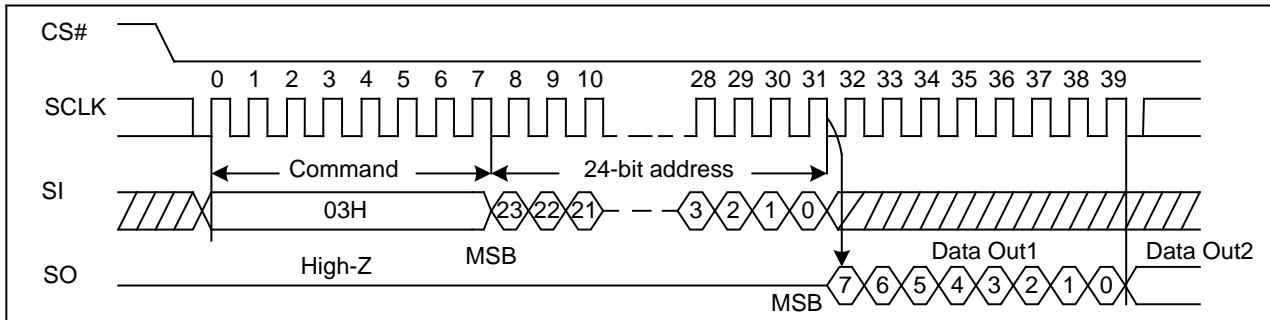 CS#
0 1 2 3 4 5 6 7 8 9 10 28 29 30 31 32 33 34 35 36 37 38 39
SCLK
Command 24-bit address
SI
03H 23 22 21 3 2 1 0
MSB Data Out1 Data Out2
High-Z
SO
MSB 7 6 5 4 3 2 1 0